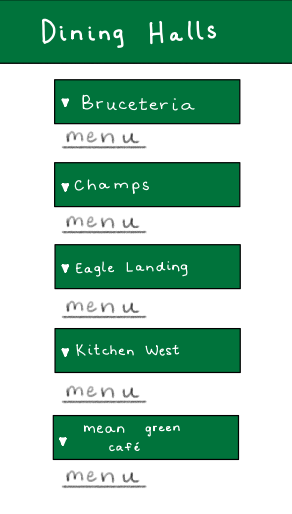 Dining Halls
Bruceteria
menu
Champs
menu
Eagle Landing
menu
Kitchen West
menu
mean green
café
menu